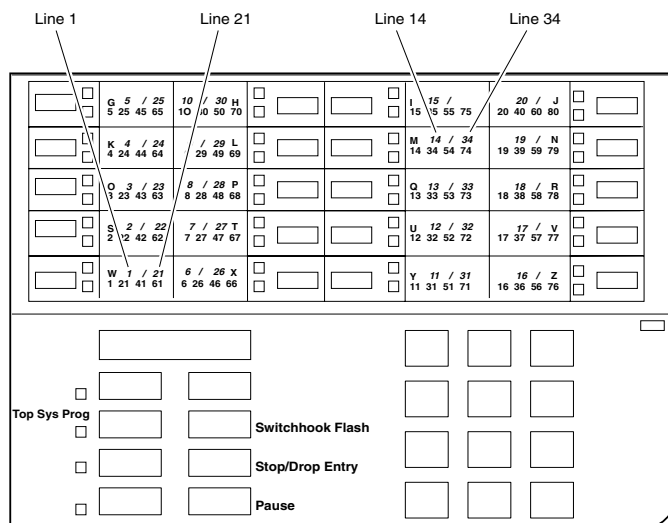 Line 1
Line 21
Line 14
Line 34
G 5 / 25
10 / 30 H
I 15 /
20 / J
5 25 45 65
10 30 50 70
15 35 55 75
20 40 60 80
K 4 / 24
/ 29 L
M 14 / 34
19 / N
4 24 44 64
29 49 69
14 34 54 74
19 39 59 79
O 3 / 23
8 / 28 P
Q 13 / 33
18 / R
3 23 43 63
8 28 48 68
13 33 53 73
18 38 58 78
S 2 / 22
7 / 27 T
U 12 / 32
17 / V
2 22 42 62
7 27 47 67
12 32 52 72
17 37 57 77
W 1 / 21
6 / 26 X
Y 11 / 31
16 / Z
1 21 41 61
6 26 46 66
11 31 51 71
16 36 56 76
Top Sys Prog
Switchhook Flash
Stop/Drop Entry
Pause